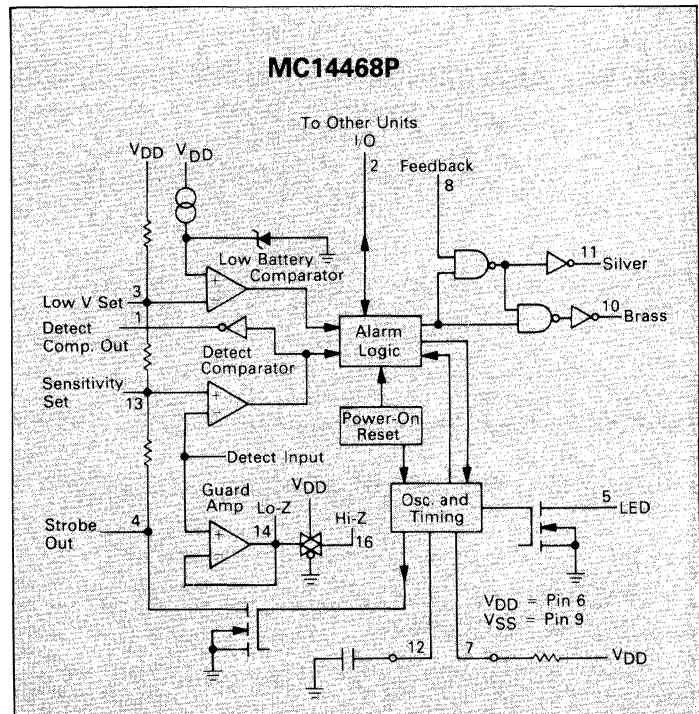 MC14468P
To Other Units
I/O
2
VDD
VDD
Feedback
8
Low Battery
Comparator
+
−
11
Silver
3
Low V Set
10
Brass
1
Detect
Comp. Out
Alarm
Logic
Detect
Comparator
Sensitivity
Set
13
+
−
Power-On
Reset
Detect Input
Guard
Amp
VDD
Lo-Z
14
Hi-Z
16
Osc. and
Timing
5
LED
4
Strobe
Out
+
−
VDD = Pin 6
VSS = Pin 9
12
7
VDD